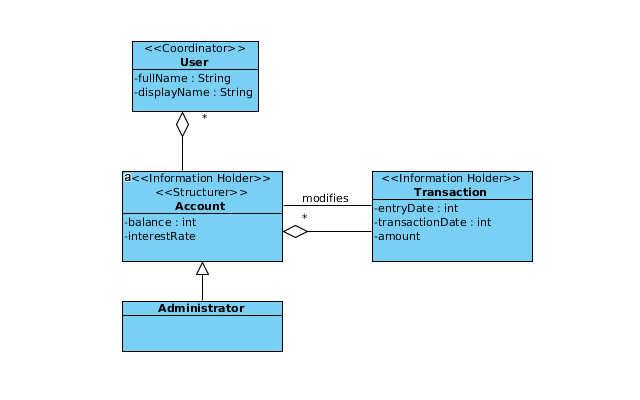 <<Coordinator>>
User
-fullName : String
-displayName : String
*
a<<Information Holder>>
<<Structurer>>
Account
-balance : int
-interestRate
modifies
*
<<Information Holder>>
Transaction
-entryDate : int
-transactionDate : int
-amount
Administrator